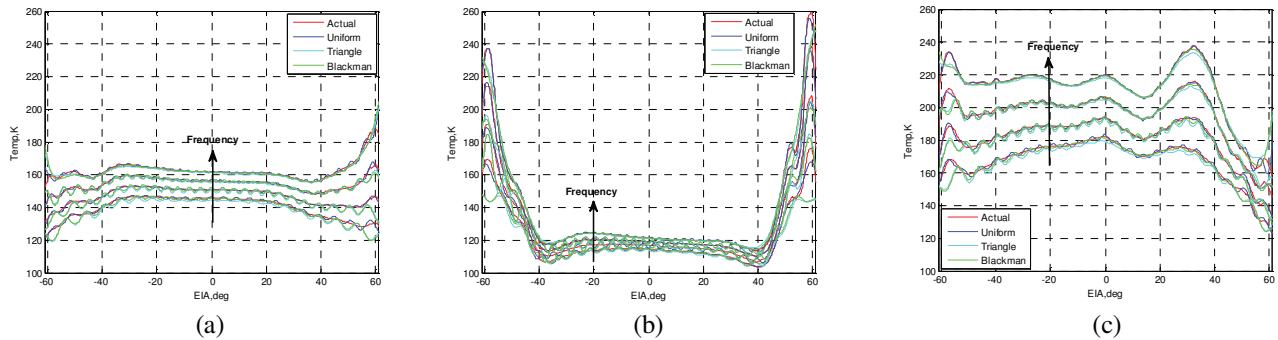 260
240
220
200
180
160
140
120
100
Temp,K
-60
-40
-20
0
20
40
60
EIA,deg
Frequency
Actual
Uniform
Triangle
Blackman
(a)
260
240
220
200
180
160
140
120
100
Temp,K
-60
-40
-20
0
20
40
60
EIA,deg
Frequency
Actual
Uniform
Triangle
Blackman
(b)
260
240
220
200
180
160
140
120
100
Temp,K
-60
-40
-20
0
20
40
60
EIA,deg
Frequency
Actual
Uniform
Triangle
Blackman
(c)